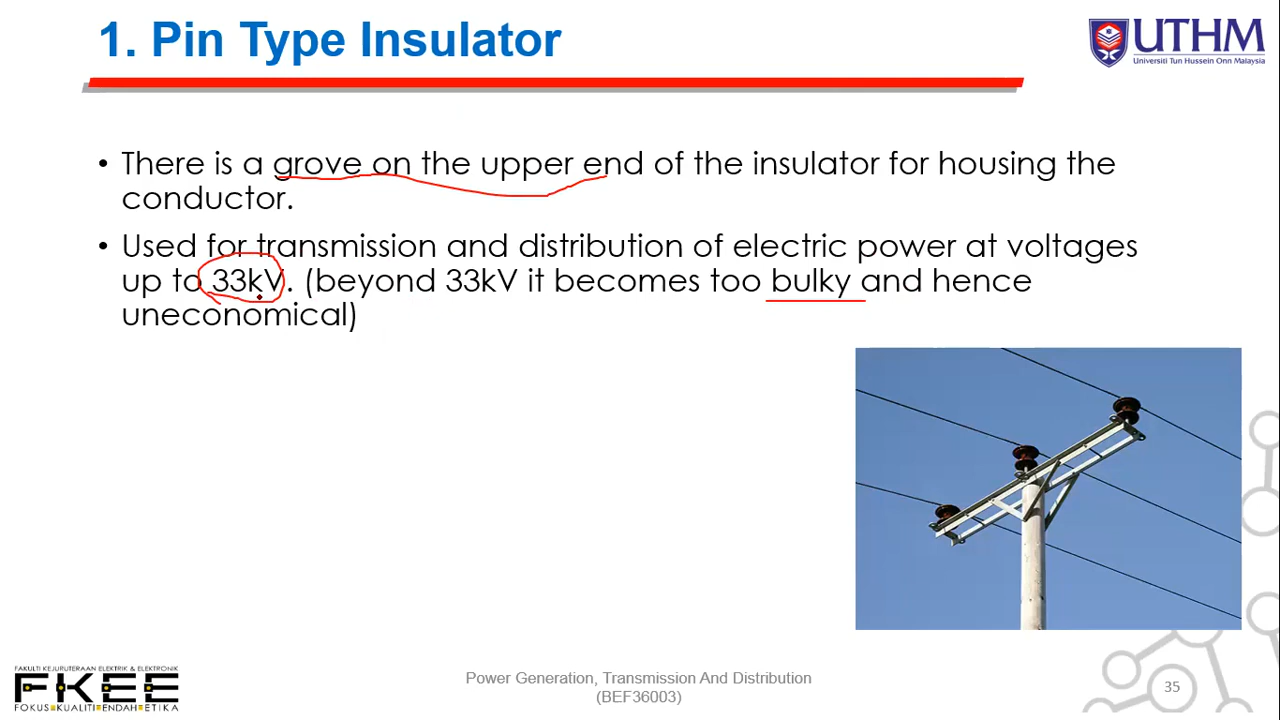 1. Pin Type Insulator
UTHM
Universiti Tun Hussein Onn Malaysia
• There is a grove on the upper end of the insulator for housing the
conductor.
• Used for transmission and distribution of electric power at voltages
up to 33kV. (beyond 33kV it becomes too bulky and hence
uneconomical)
FAKULTI KEJURUTERAAN ELEKTRIK & ELEKTRONIK
FKEE
FOKUS KUALITI ENDAH ETIKA
Power Generation, Transmission And Distribution
(BEF36003)
35